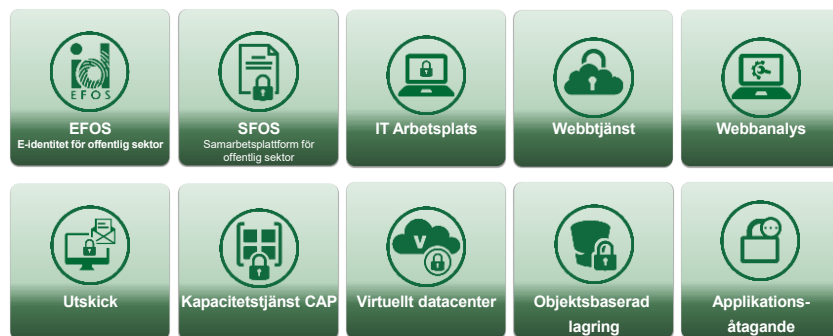 EFOS
EFOS
E-identitet för offentlig sektor
SFOS
Samarbetsplattform för
offentlig sektor
IT Arbetsplats
Webbtjänst
Webbanalys
Utskick
Kapacitetstjänst CAP
V
Virtuellt datacenter
Objektsbaserad
lagring
Applikations-
åtagande